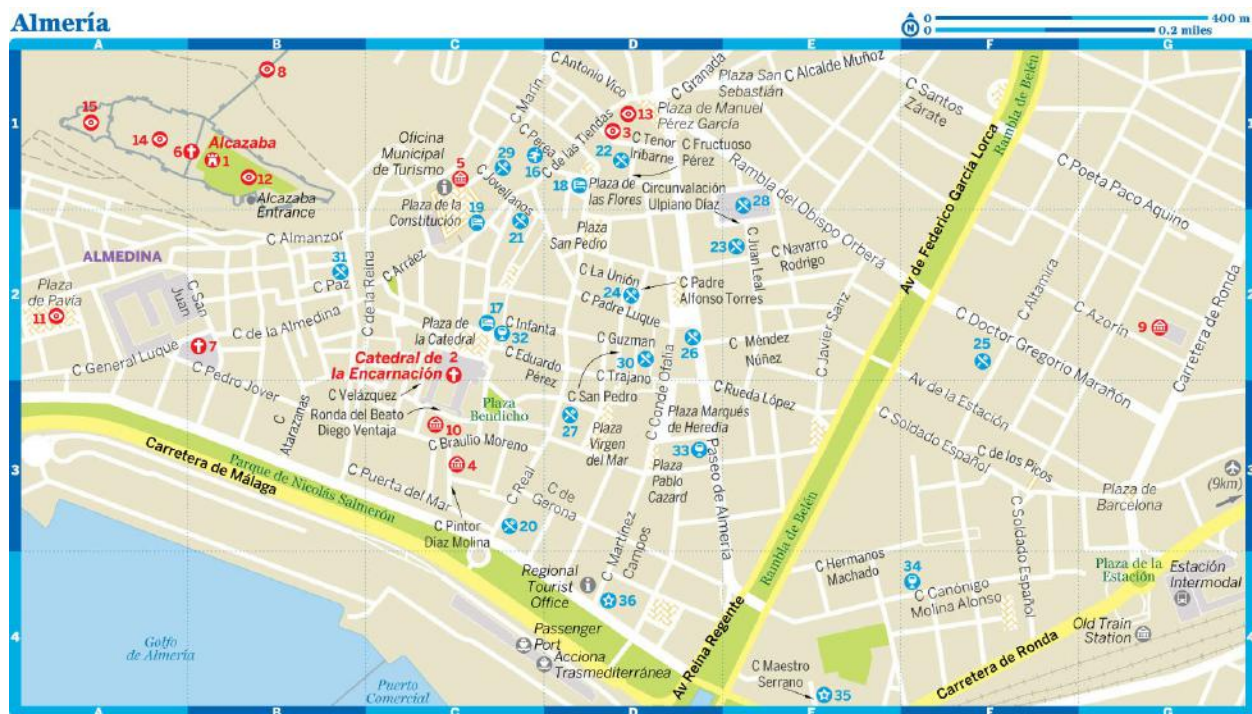 Almería
0 400 m
N
0 0.2 miles
A B C D E F G
1
2
3
4
8
15
14
6
Alcazaba
1
12
Alcazaba
Entrance
Oficina
Municipal
de Turismo
5
C Marín
C Perea
C de las Tiendas
29
16
C Jovellanos
C Antonio Vico
C Granada
13
Plaza de Manuel
Pérez García
3
C Tenor
Iribarne
22
C Fructuoso
Pérez
18
Plaza de
las Flores
Plaza San
Sebastián
C Alcalde Muñoz
C Santos
Zárate
Rambla de Belén
C Poeta Paco Aquino
Rambla del Obispo Orberá
Circunvalación
Ulpiano Díaz
28
Plaza de la
Constitución
19
21
C Almanzor
ALMEDINA
31
C Paz
C de la Reina
C Arráez
Plaza
San Pedro
23
C Juan Leal
C Navarro
Rodrigo
Av de Federico García Lorca
Plaza
de Pavía
11
C San
Juan
C de la Almedina
7
C General Luque
C Pedro Jover
17
32
C Infanta
Plaza de
la Catedral
C La Unión
24
C Padre
Alfonso Torres
C Padre Luque
C Guzman
30
26
C Trajano
C Méndez
Núñez
C Javier Sanz
C Altamira
25
C Doctor Gregorio Marañón
C Azorín
9
Carretera de Ronda
Catedral de 2
la Encarnación
C Eduardo
Pérez
C San Pedro
C Velázquez
Ronda del Beato
Diego Ventaja
Plaza
Bendicho
27
Plaza
Virgen
del Mar
C Conde Ofalia
C Rueda López
Plaza Marqués
de Heredia
33
Plaza
Pablo
Cazard
Paseo de Almería
Av de la Estación
C Soldado Español
C de los Picos
C
Atarazanas
10
C Braulio Moreno
4
Carretera de Málaga
Parque de Nicolás Salmerón
C Puerta del Mar
C Real
C de
Gerona
20
C Pintor
Díaz Molina
C Martínez
Campos
Rambla de Belén
C Soldado Español
Plaza de
Barcelona
(9km)
Regional
Tourist
Office
36
C Hermanos
Machado
34
C Canónigo
Molina Alonso
Plaza de la
Estación
Estación
Intermodal
Old Train
Station
Carretera de Ronda
Golfo
de Almería
Puerto
Comercial
Passenger
Port
Acciona
Trasmediterránea
Av Reina Regente
C Maestro
Serrano
35
A B C D E F G